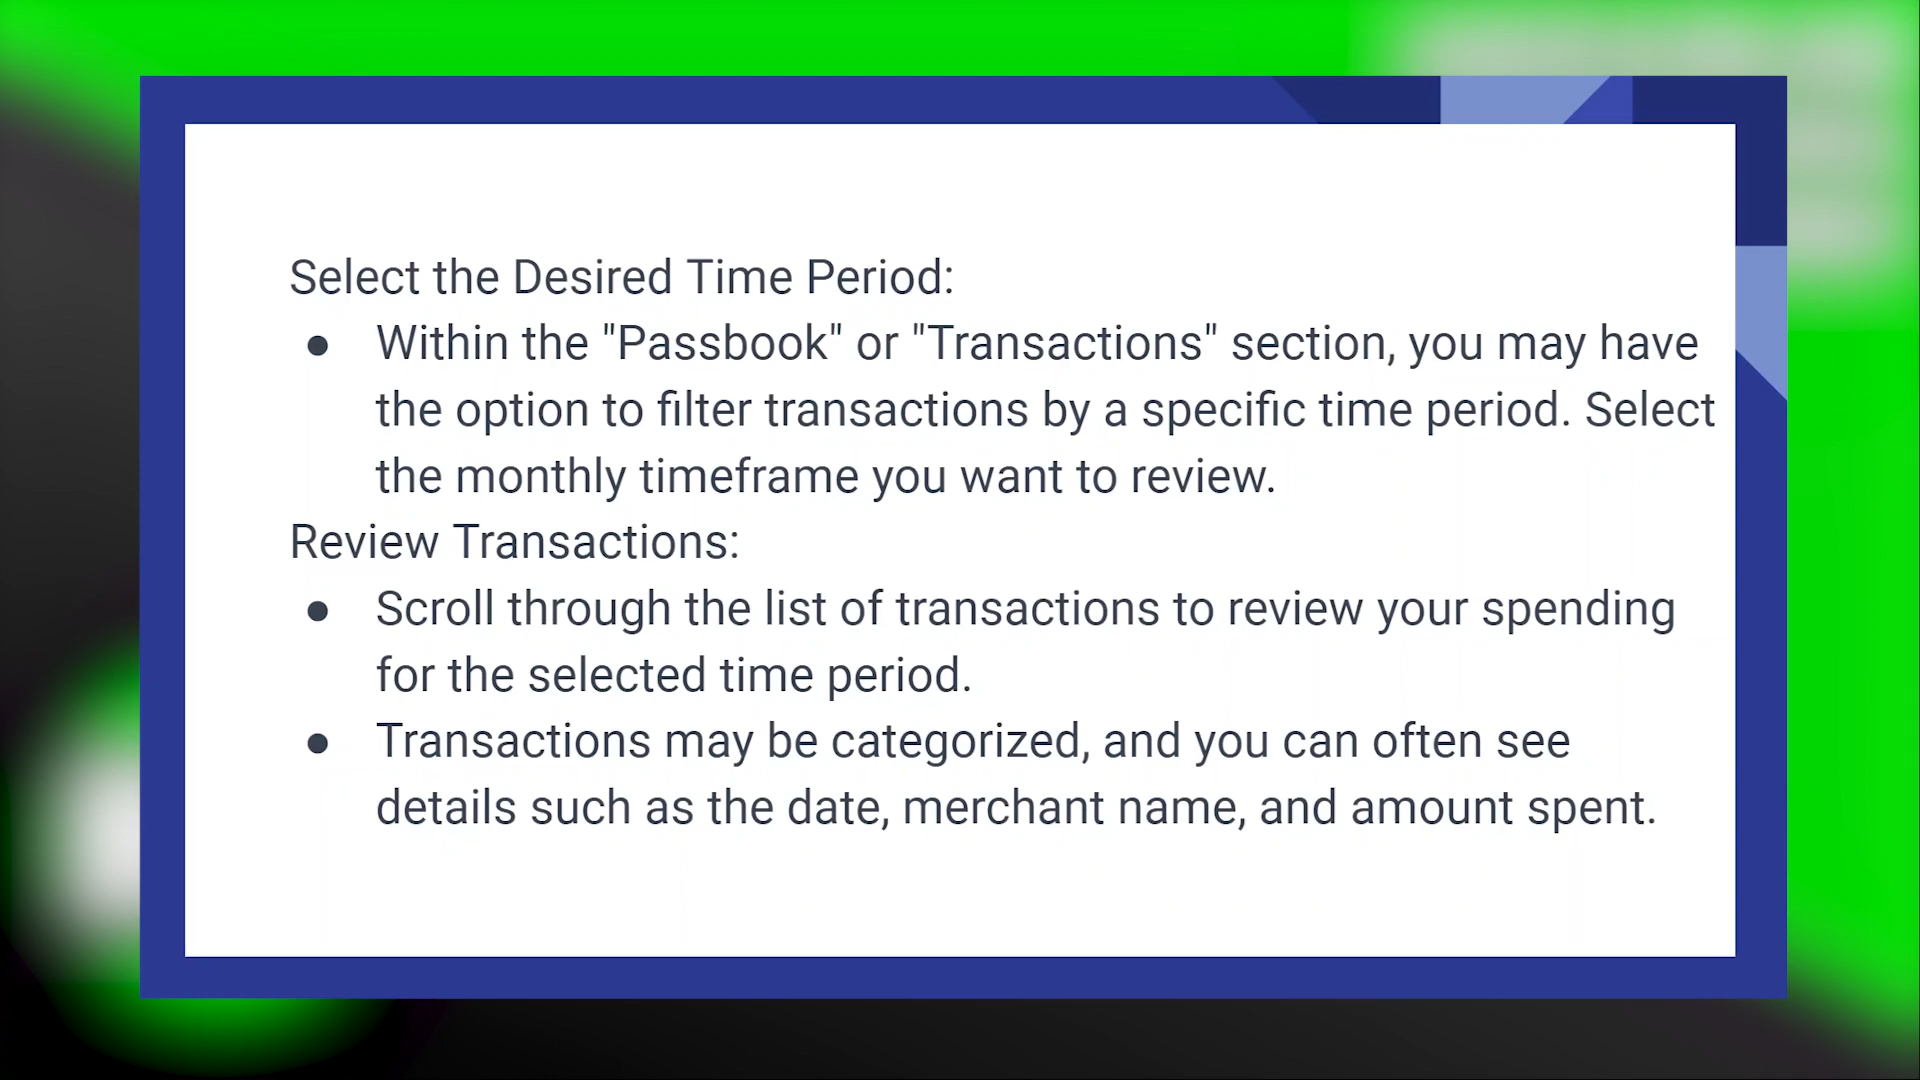 Select the Desired Time Period:
● Within the "Passbook" or "Transactions" section, you may have
the option to filter transactions by a specific time period. Select
the monthly timeframe you want to review.
Review Transactions:
● Scroll through the list of transactions to review your spending
for the selected time period.
● Transactions may be categorized, and you can often see
details such as the date, merchant name, and amount spent.